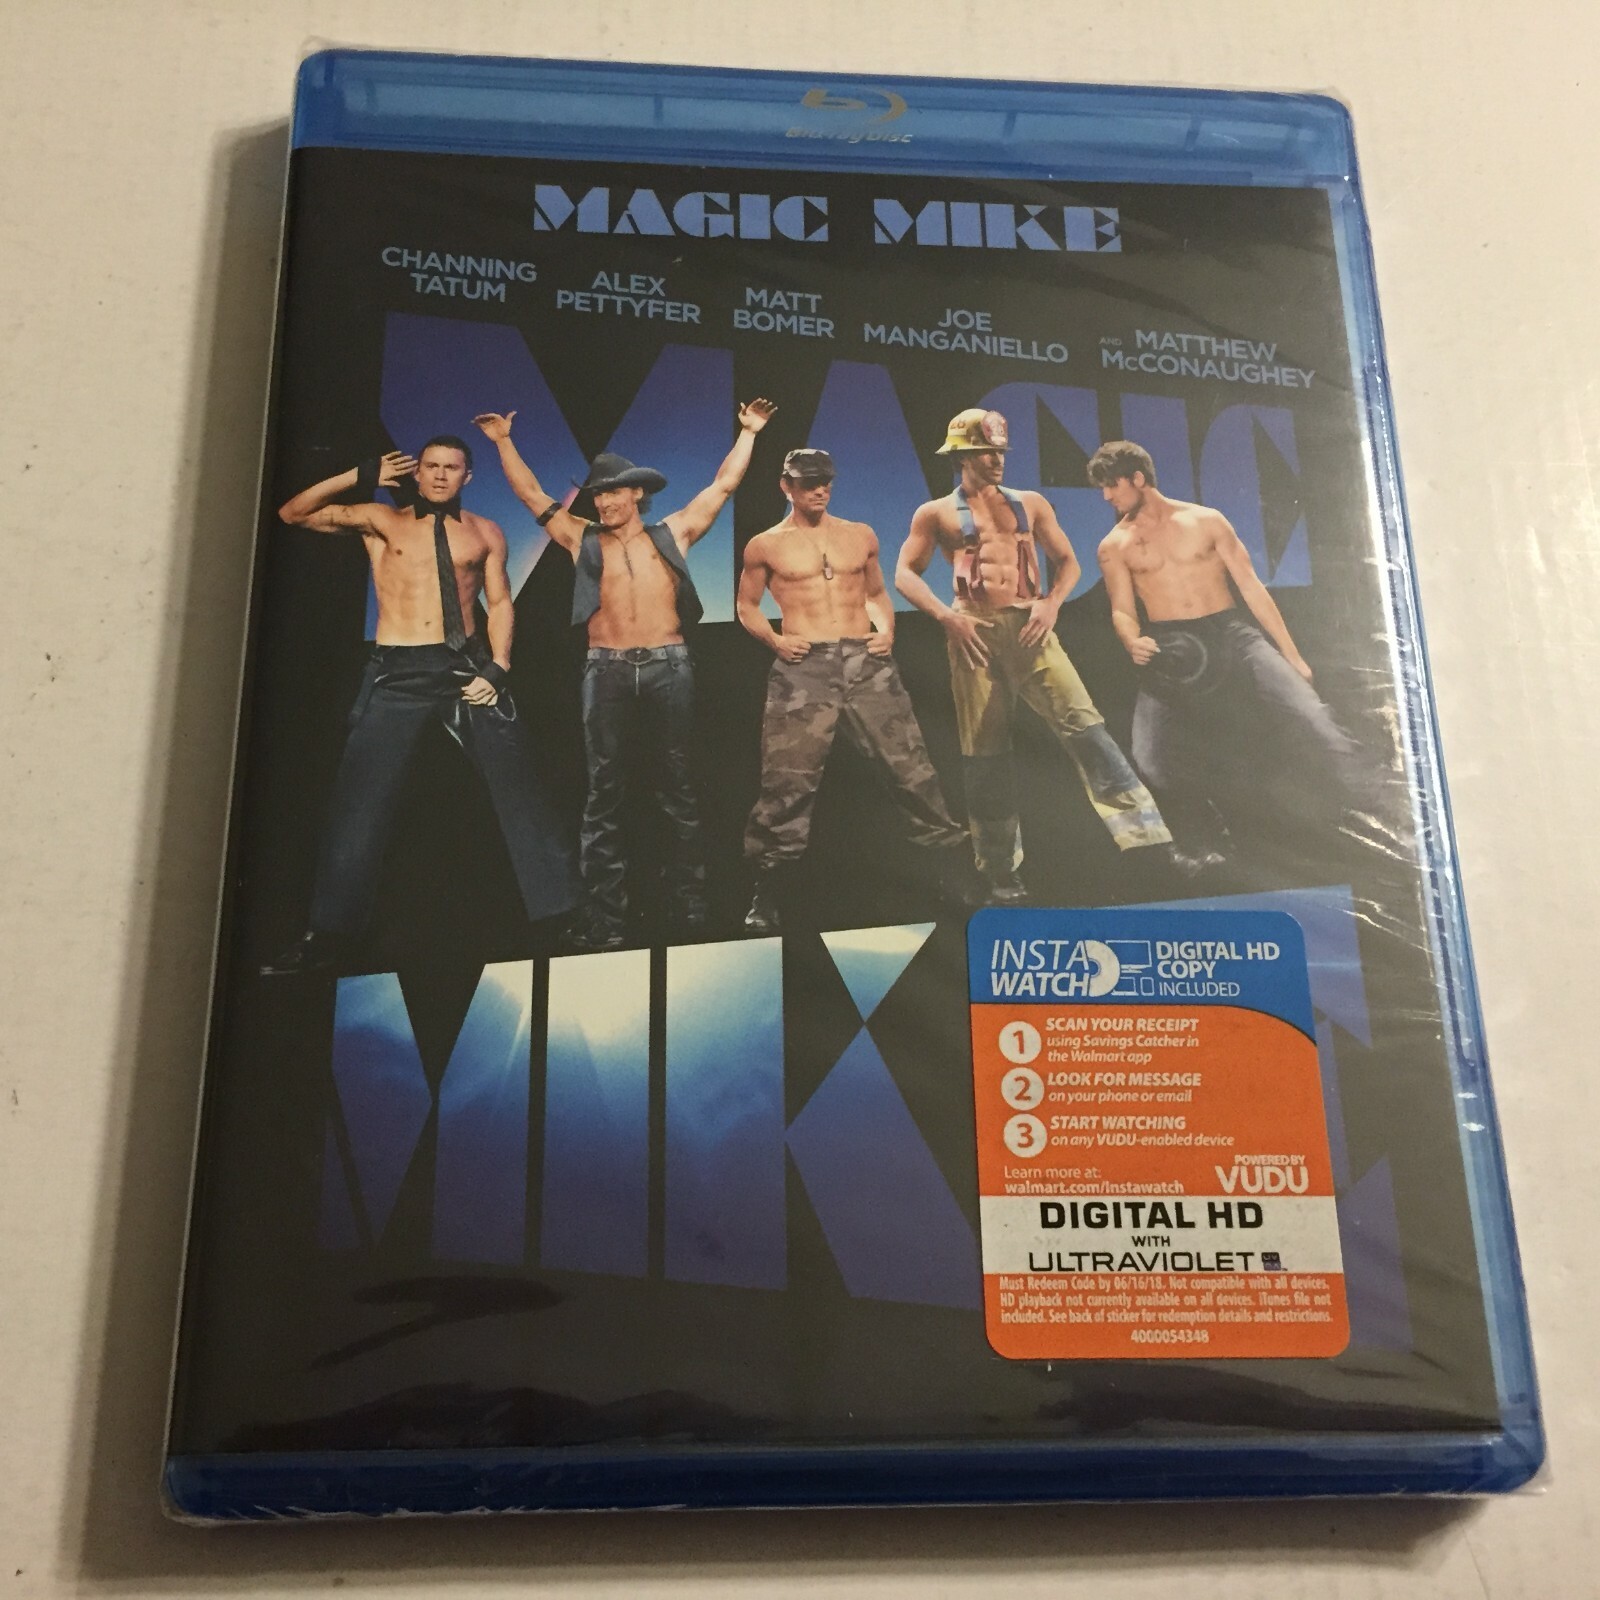 Blu-ray Disc
MAGIC MIKE
CHANNING
TATUM
ALEX
PETTYFER
MATT
BOMER
JOE
MANGANIELLO
AND MATTHEW
McCONAUGHEY
MAGIC
MIKE
INSTA
WATCH
DIGITAL HD
COPY
INCLUDED
1 SCAN YOUR RECEIPT
using Savings Catcher in
the Walmart app
2 LOOK FOR MESSAGE
on your phone or email
3 START WATCHING
on any VUDU-enabled device
Learn more at:
walmart.com/Instawatch
POWERED BY
VUDU
DIGITAL HD
WITH
ULTRAVIOLET
Must Redeem Code by 06/16/18. Not compatible with all devices.
HD playback not currently available on all devices. iTunes file not
included. See back of sticker for redemption details and restrictions.
4000054348